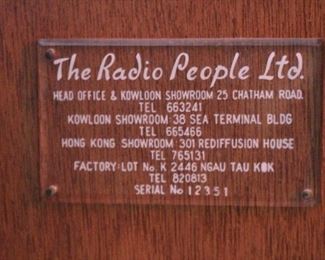 The Radio People Ltd.
HEAD OFFICE & KOWLOON SHOWROOM 25 CHATHAM ROAD.
TEL 663241
KOWLOON SHOWROOM 38 SEA TERMINAL BLDG
TEL 665466
HONG KONG SHOWROOM 301 REDIFFUSION HOUSE
TEL 765131
FACTORY: LOT No. K 2446 NGAU TAU KOK
TEL 820813
SERIAL No 12351